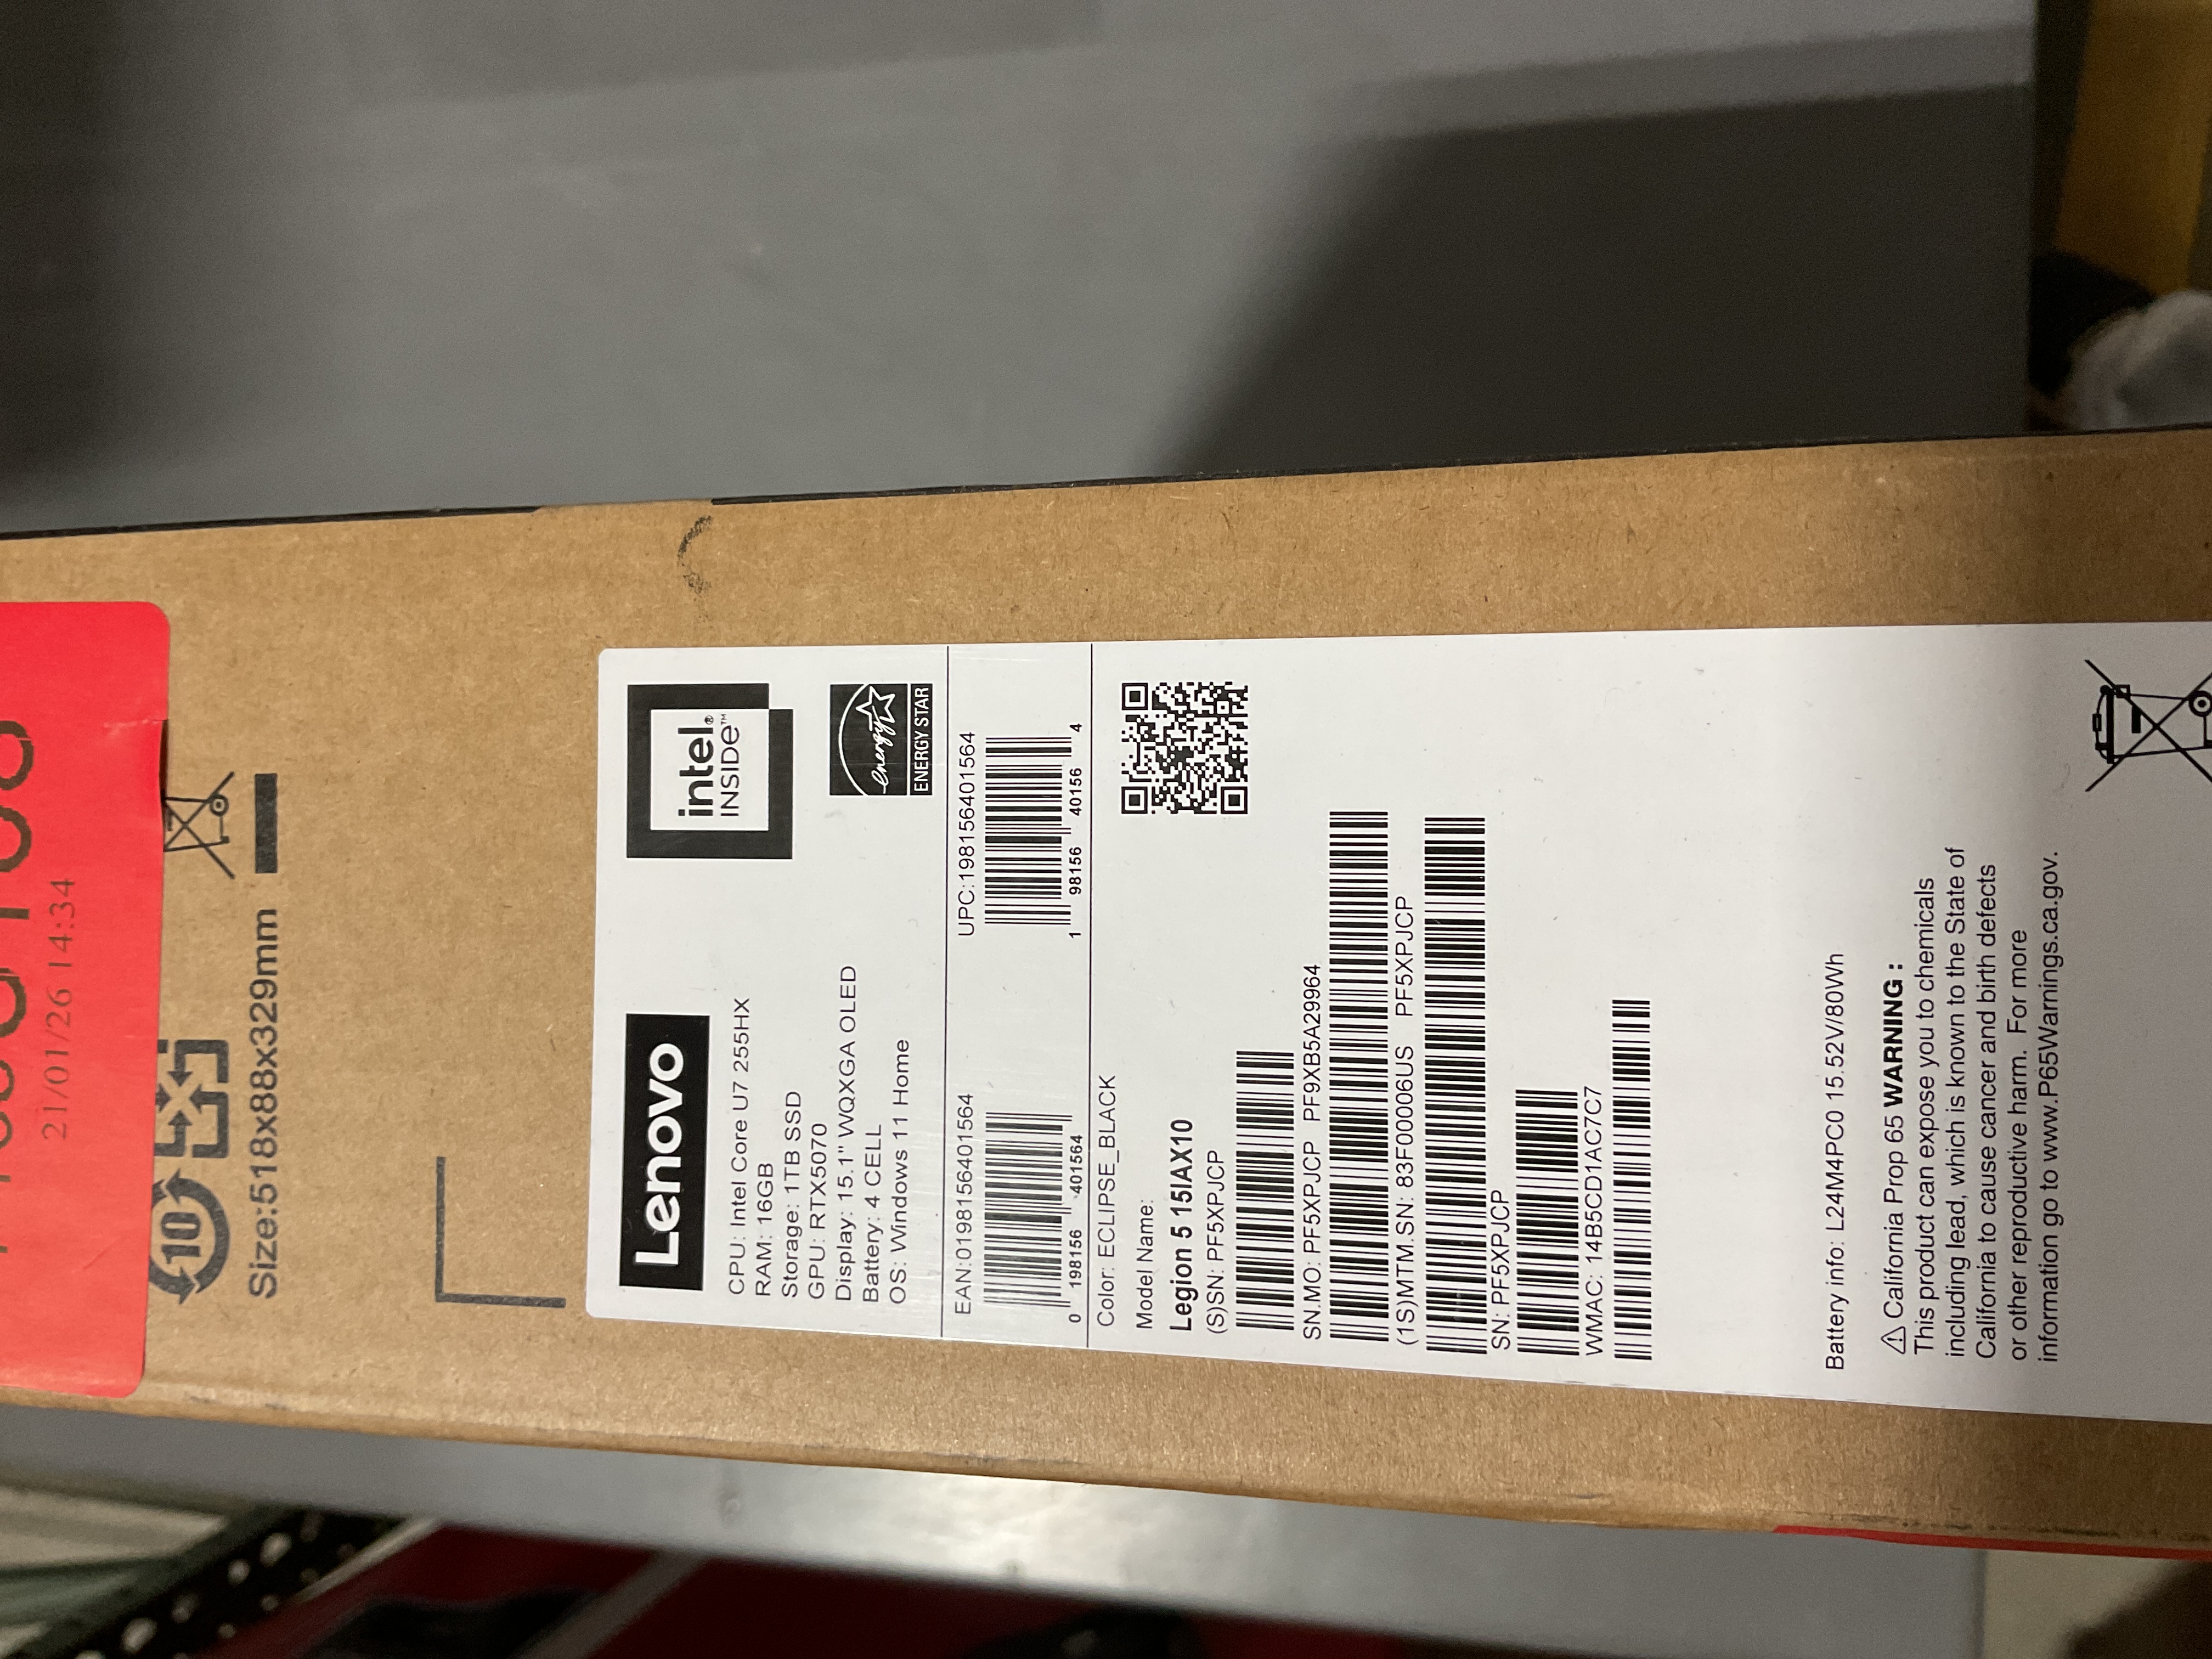 21/01/26 14:34
10
Size:518x88x329mm
Lenovo
intel®
INSIDE™
CPU: Intel Core U7 255HX
RAM: 16GB
Storage: 1TB SSD
GPU: RTX5070
Display: 15.1" WQXGA OLED
Battery: 4 CELL
OS: Windows 11 Home
energy
ENERGY STAR
EAN:0198156401564
0 198156 401564
UPC:198156401564
1 98156 40156 4
Color: ECLIPSE_BLACK
Model Name:
Legion 5 15IAX10
(S)SN: PF5XPJCP
SN.MO: PF5XPJCP PF9XB5A29964
(1S)MTM.SN: 83F00006US PF5XPJCP
SN: PF5XPJCP
WMAC: 14B5CD1AC7C7
Battery info: L24M4PC0 15.52V/80Wh
⚠ California Prop 65 WARNING :
This product can expose you to chemicals
including lead, which is known to the State of
California to cause cancer and birth defects
or other reproductive harm. For more
information go to www.P65Warnings.ca.gov.